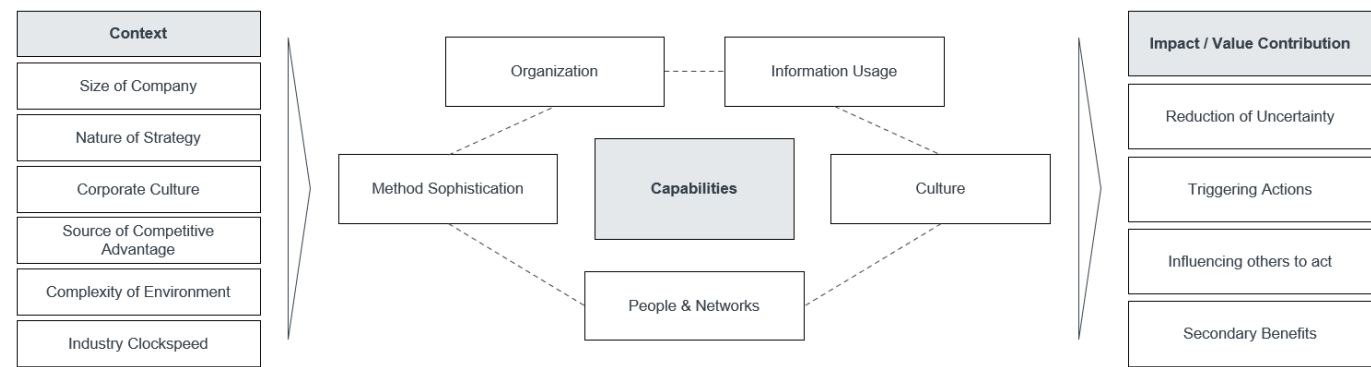 Context
Size of Company
Nature of Strategy
Corporate Culture
Source of Competitive
Advantage
Complexity of Environment
Industry Clockspeed
Organization
Information Usage
Method Sophistication
Capabilities
Culture
People & Networks
Impact / Value Contribution
Reduction of Uncertainty
Triggering Actions
Influencing others to act
Secondary Benefits